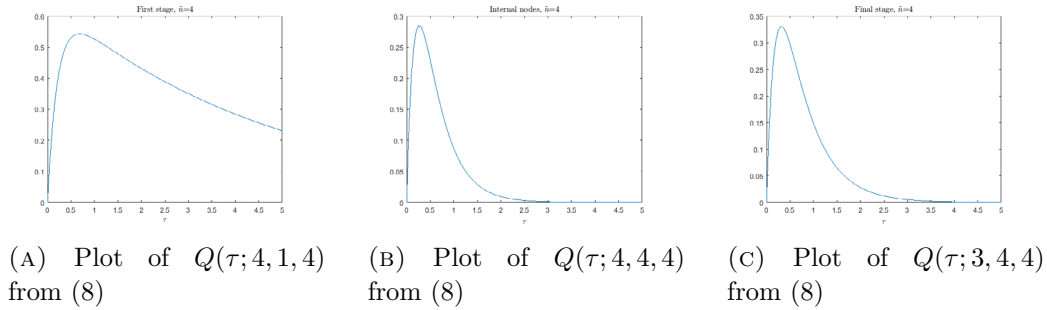 First stage, n̄=4
0.6
0.5
0.4
0.3
0.2
0.1
0
0 0.5 1 1.5 2 2.5 3 3.5 4 4.5 5
τ
(A) Plot of Q(τ; 4, 1, 4)
from (8)
Internal nodes, n̄=4
0.3
0.25
0.2
0.15
0.1
0.05
0
0 0.5 1 1.5 2 2.5 3 3.5 4 4.5 5
τ
(B) Plot of Q(τ; 4, 4, 4)
from (8)
Final stage, n̄=4
0.35
0.3
0.25
0.2
0.15
0.1
0.05
0
0 0.5 1 1.5 2 2.5 3 3.5 4 4.5 5
τ
(C) Plot of Q(τ; 3, 4, 4)
from (8)